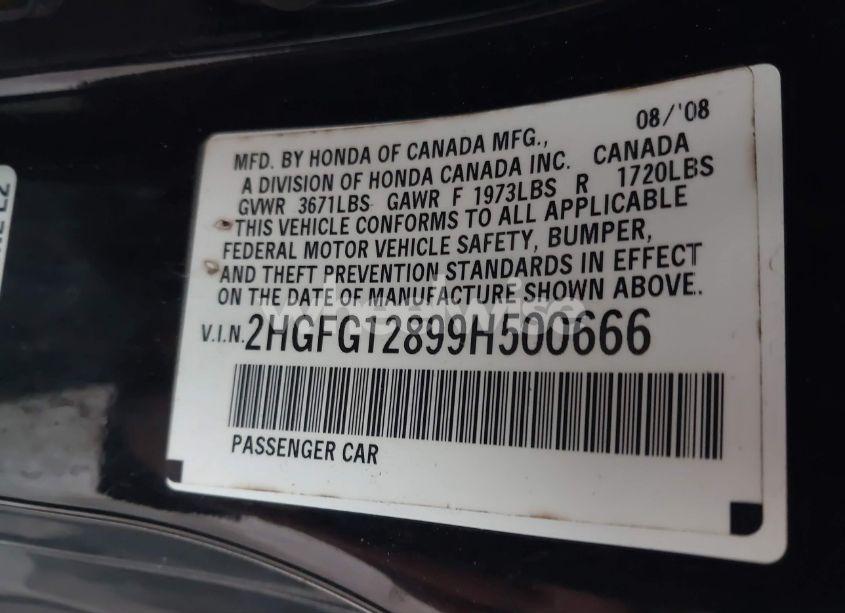 08/'08
MFD. BY HONDA OF CANADA MFG.,
A DIVISION OF HONDA CANADA INC. CANADA
GVWR 3671LBS GAWR F 1973LBS R 1720LBS
THIS VEHICLE CONFORMS TO ALL APPLICABLE
FEDERAL MOTOR VEHICLE SAFETY, BUMPER,
AND THEFT PREVENTION STANDARDS IN EFFECT
ON THE DATE OF MANUFACTURE SHOWN ABOVE.
wheelwise
V.I.N. 2HGFG12899H500666
PASSENGER CAR